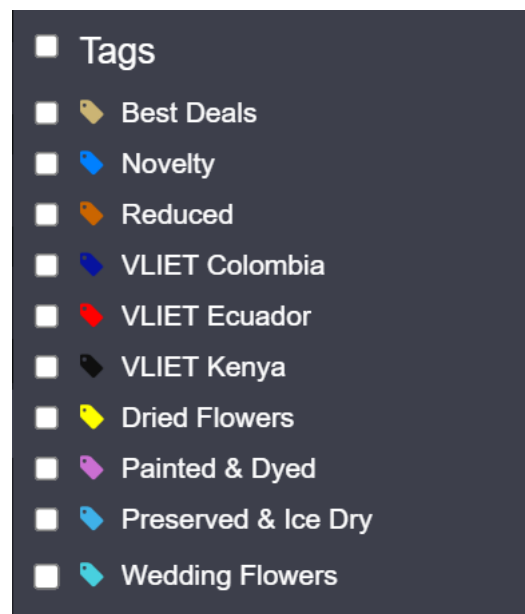 Tags
Best Deals
Novelty
Reduced
VLIET Colombia
VLIET Ecuador
VLIET Kenya
Dried Flowers
Painted & Dyed
Preserved & Ice Dry
Wedding Flowers